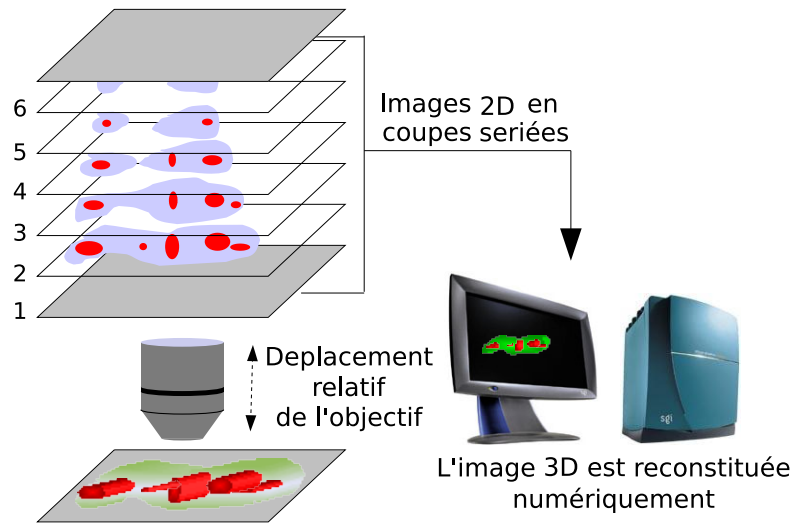 6
5
4
3
2
1
Images 2D en
coupes seriées
Deplacement
relatif
de l'objectif
sgi
L'image 3D est reconstituée
numériquement